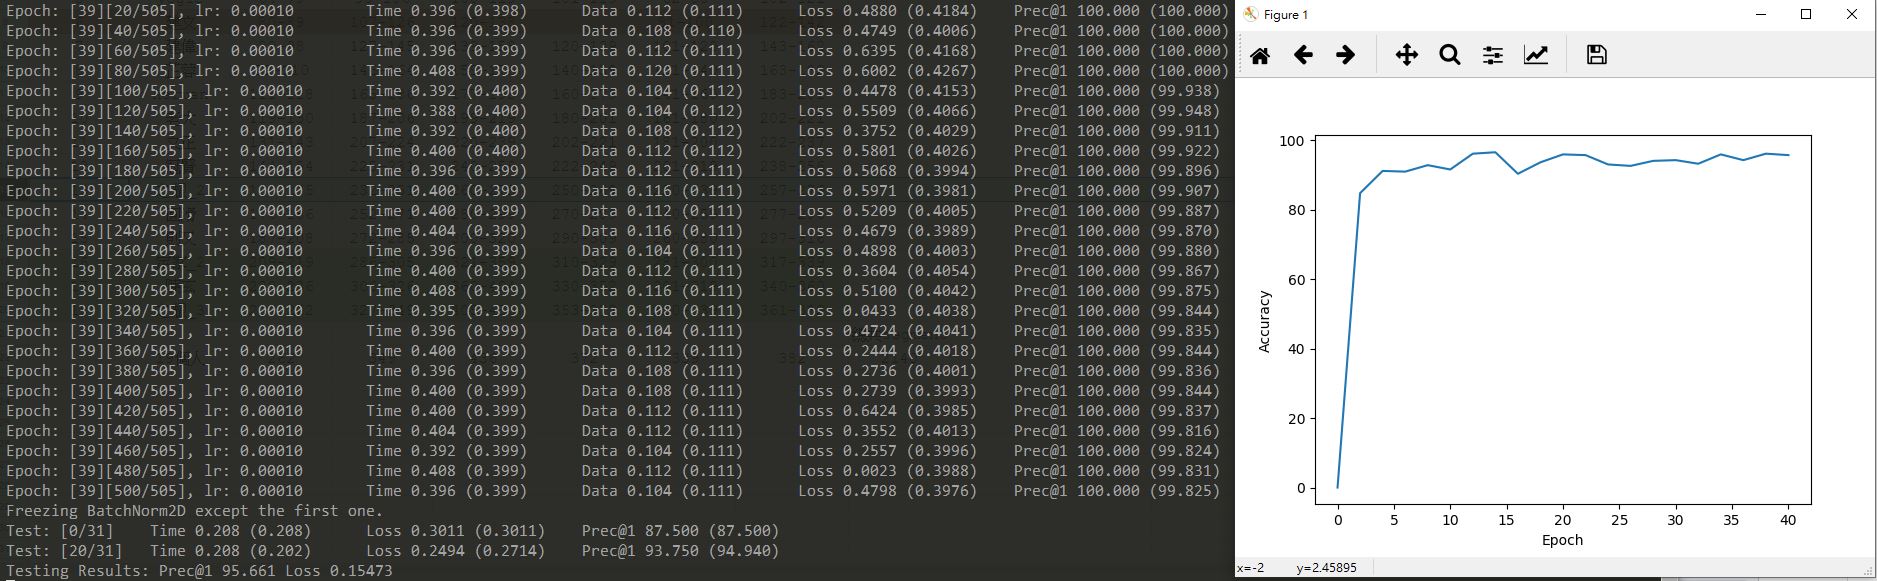 Epoch: [39][20/505], lr: 0.00010 Time 0.396 (0.398) Data 0.112 (0.112) Loss 0.4880 (0.4184) Prec@1 100.000 (100.000)
Epoch: [39][40/505], lr: 0.00010 Time 0.396 (0.399) Data 0.108 (0.110) Loss 0.4749 (0.4006) Prec@1 100.000 (100.000)
Epoch: [39][60/505], lr: 0.00010 Time 0.396 (0.399) Data 0.112 (0.111) Loss 0.6395 (0.4168) Prec@1 100.000 (100.000)
Epoch: [39][80/505], lr: 0.00010 Time 0.408 (0.399) Data 0.120 (0.111) Loss 0.6002 (0.4267) Prec@1 100.000 (100.000)
Epoch: [39][100/505], lr: 0.00010 Time 0.392 (0.400) Data 0.104 (0.112) Loss 0.4478 (0.4153) Prec@1 100.000 (99.938)
Epoch: [39][120/505], lr: 0.00010 Time 0.388 (0.400) Data 0.104 (0.112) Loss 0.5509 (0.4066) Prec@1 100.000 (99.948)
Epoch: [39][140/505], lr: 0.00010 Time 0.392 (0.400) Data 0.108 (0.112) Loss 0.3752 (0.4029) Prec@1 100.000 (99.911)
Epoch: [39][160/505], lr: 0.00010 Time 0.400 (0.400) Data 0.112 (0.112) Loss 0.5801 (0.4026) Prec@1 100.000 (99.922)
Epoch: [39][180/505], lr: 0.00010 Time 0.396 (0.399) Data 0.112 (0.111) Loss 0.5068 (0.3994) Prec@1 100.000 (99.896)
Epoch: [39][200/505], lr: 0.00010 Time 0.396 (0.399) Data 0.116 (0.111) Loss 0.5971 (0.3981) Prec@1 100.000 (99.907)
Epoch: [39][220/505], lr: 0.00010 Time 0.400 (0.399) Data 0.112 (0.111) Loss 0.5209 (0.4005) Prec@1 100.000 (99.887)
Epoch: [39][240/505], lr: 0.00010 Time 0.404 (0.399) Data 0.116 (0.111) Loss 0.4679 (0.3989) Prec@1 100.000 (99.870)
Epoch: [39][260/505], lr: 0.00010 Time 0.396 (0.399) Data 0.104 (0.111) Loss 0.4898 (0.4003) Prec@1 100.000 (99.880)
Epoch: [39][280/505], lr: 0.00010 Time 0.400 (0.399) Data 0.112 (0.111) Loss 0.3604 (0.4054) Prec@1 100.000 (99.867)
Epoch: [39][300/505], lr: 0.00010 Time 0.408 (0.399) Data 0.116 (0.111) Loss 0.5100 (0.4042) Prec@1 100.000 (99.875)
Epoch: [39][320/505], lr: 0.00010 Time 0.395 (0.399) Data 0.108 (0.111) Loss 0.0433 (0.4038) Prec@1 100.000 (99.844)
Epoch: [39][340/505], lr: 0.00010 Time 0.396 (0.399) Data 0.104 (0.111) Loss 0.4724 (0.4041) Prec@1 100.000 (99.835)
Epoch: [39][360/505], lr: 0.00010 Time 0.400 (0.399) Data 0.112 (0.111) Loss 0.2444 (0.4018) Prec@1 100.000 (99.844)
Epoch: [39][380/505], lr: 0.00010 Time 0.396 (0.399) Data 0.108 (0.111) Loss 0.2736 (0.4001) Prec@1 100.000 (99.836)
Epoch: [39][400/505], lr: 0.00010 Time 0.400 (0.399) Data 0.108 (0.111) Loss 0.2739 (0.3993) Prec@1 100.000 (99.844)
Epoch: [39][420/505], lr: 0.00010 Time 0.400 (0.399) Data 0.112 (0.111) Loss 0.6424 (0.3985) Prec@1 100.000 (99.837)
Epoch: [39][440/505], lr: 0.00010 Time 0.404 (0.399) Data 0.112 (0.111) Loss 0.3552 (0.4013) Prec@1 100.000 (99.816)
Epoch: [39][460/505], lr: 0.00010 Time 0.392 (0.399) Data 0.104 (0.111) Loss 0.2557 (0.3996) Prec@1 100.000 (99.824)
Epoch: [39][480/505], lr: 0.00010 Time 0.408 (0.399) Data 0.112 (0.111) Loss 0.0023 (0.3988) Prec@1 100.000 (99.831)
Epoch: [39][500/505], lr: 0.00010 Time 0.396 (0.399) Data 0.104 (0.111) Loss 0.4798 (0.3976) Prec@1 100.000 (99.825)
Freezing BatchNorm2D except the first one.
Test: [0/31] Time 0.208 (0.208) Loss 0.3011 (0.3011) Prec@1 87.500 (87.500)
Test: [20/31] Time 0.208 (0.202) Loss 0.2494 (0.2714) Prec@1 93.750 (94.940)
Testing Results: Prec@1 95.661 Loss 0.15473
Figure 1
100
80
60
40
20
0
Accuracy
0 5 10 15 20 25 30 35 40
Epoch
x=-2 y=2.45895